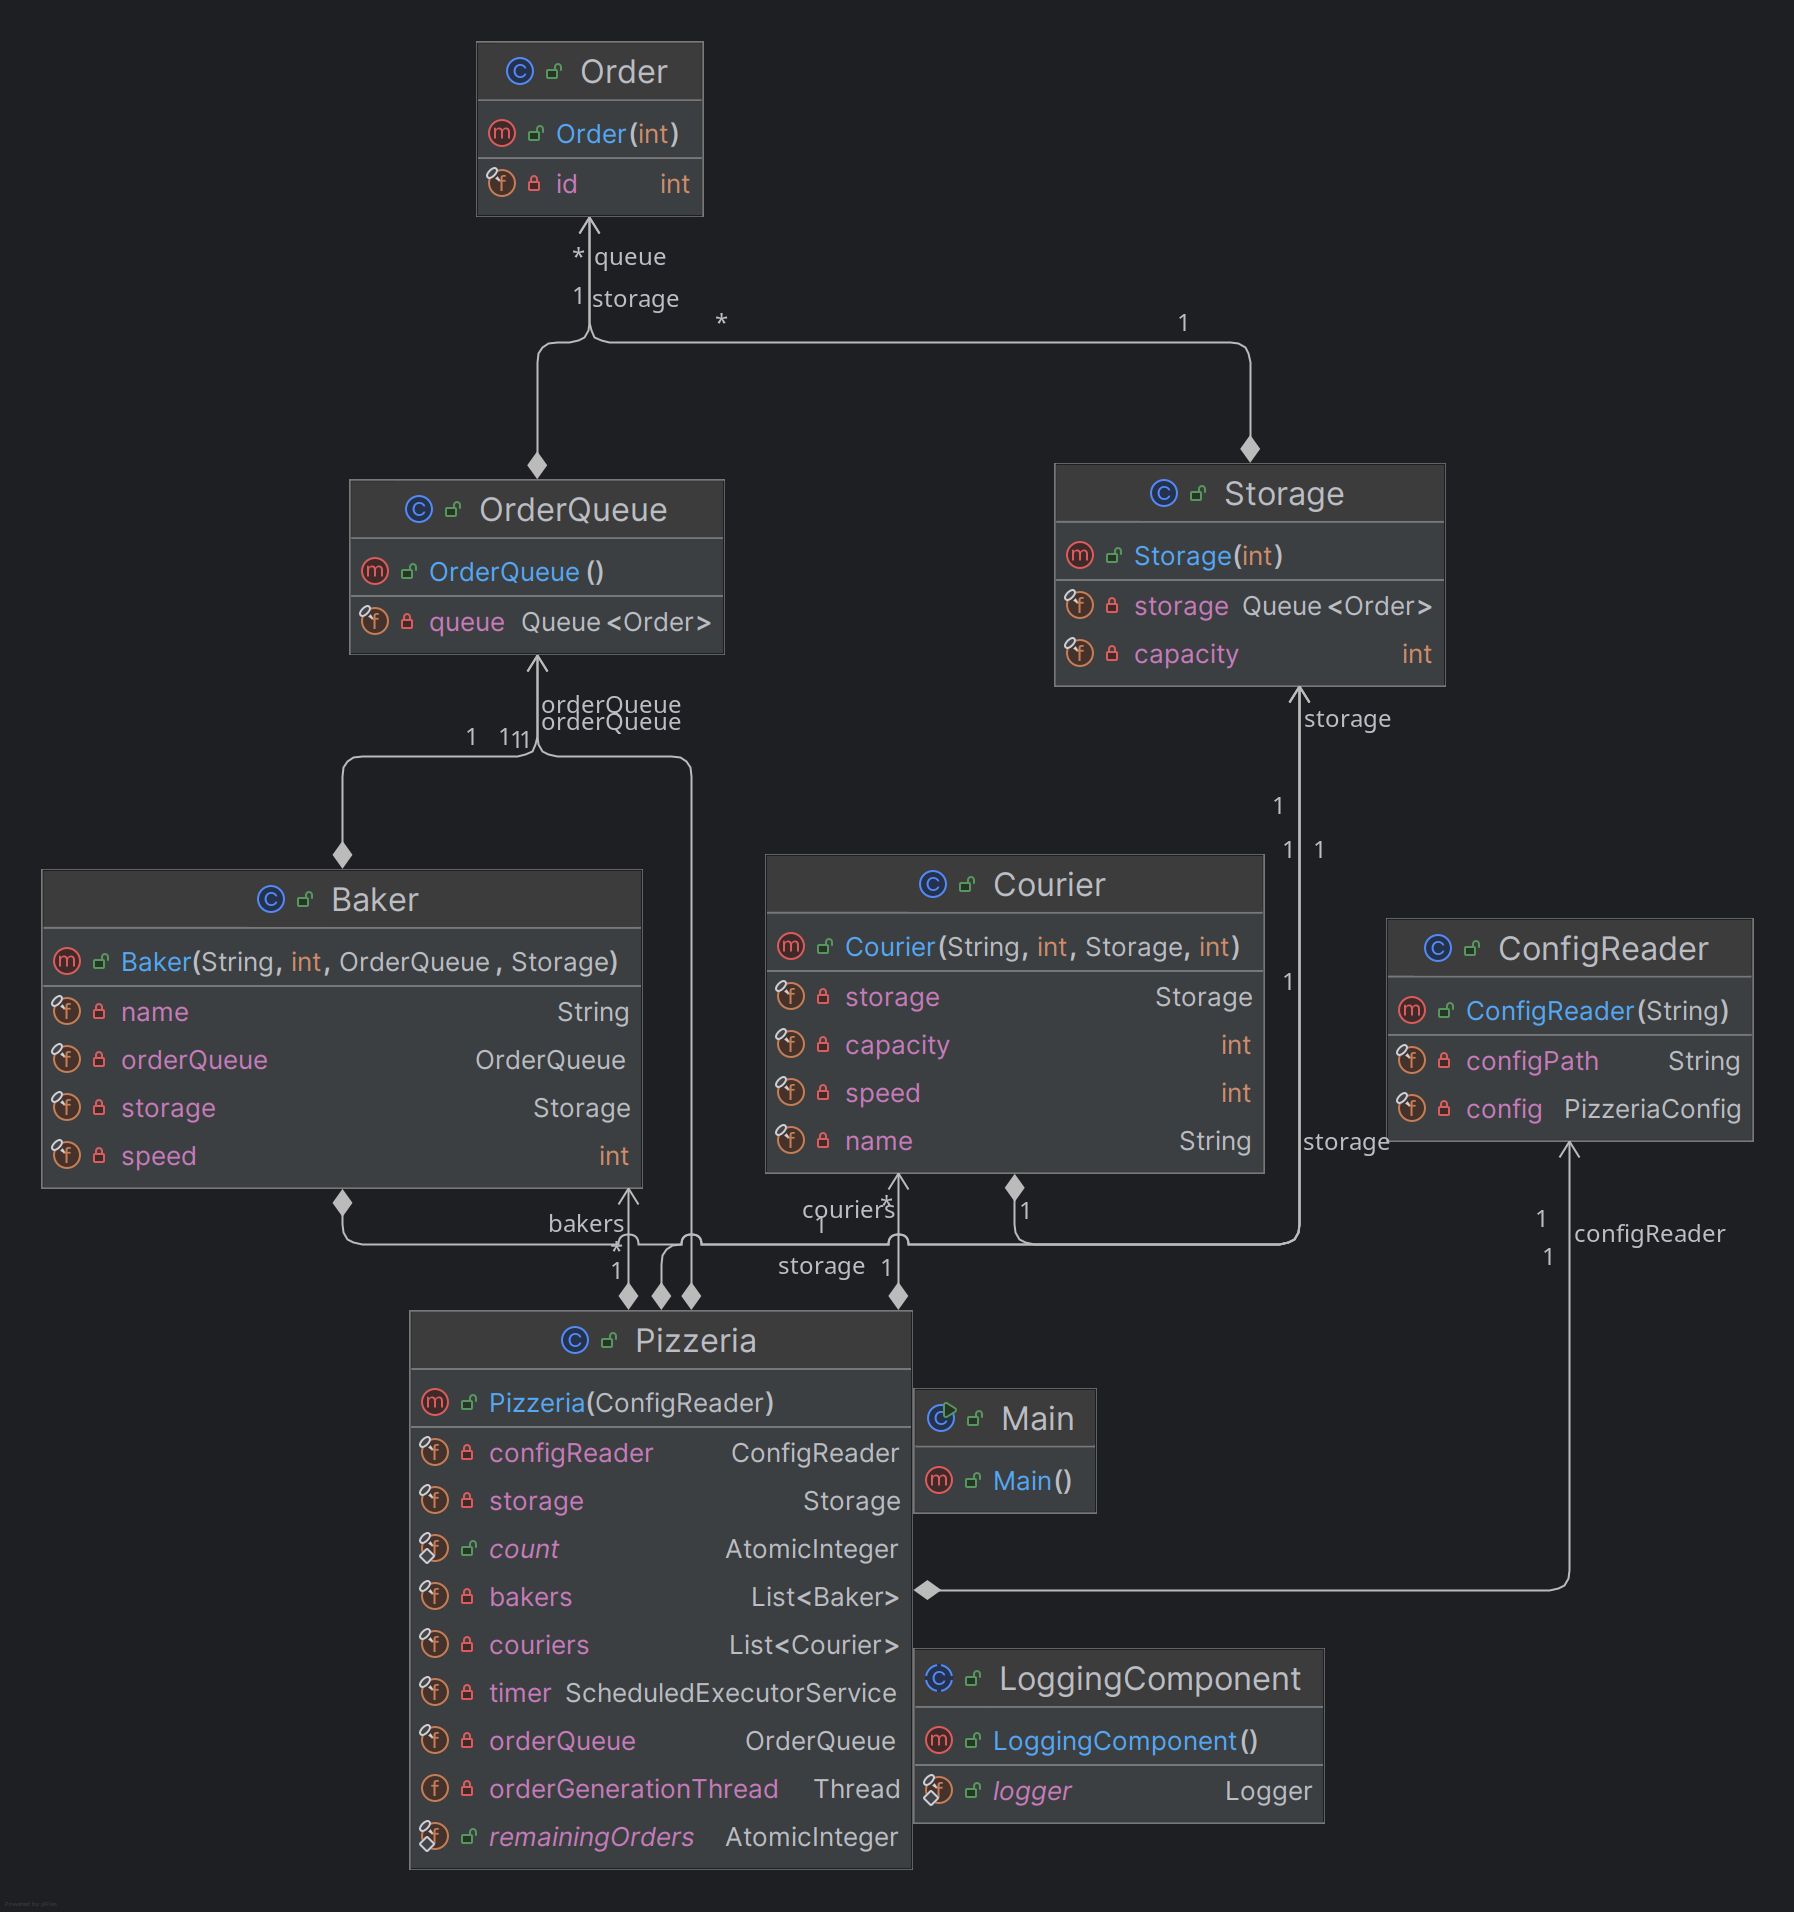 Order
Order(int)
id int
* queue
1 storage
* 1
OrderQueue
OrderQueue ()
queue Queue <Order>
Storage
Storage(int)
storage Queue <Order>
capacity int
orderQueue
orderQueue
1 1 1 1
storage
1
1 1
Baker
Baker(String, int, OrderQueue , Storage)
name String
orderQueue OrderQueue
storage Storage
speed int
Courier
Courier(String, int, Storage, int)
storage Storage
capacity int
speed int
name String
1
storage
ConfigReader
ConfigReader(String)
configPath String
config PizzeriaConfig
bakers
*
1
couriers *
1
storage 1
1
1
configReader
1
Pizzeria
Pizzeria(ConfigReader)
configReader ConfigReader
storage Storage
count AtomicInteger
bakers List<Baker>
couriers List<Courier>
timer ScheduledExecutorService
orderQueue OrderQueue
orderGenerationThread Thread
remainingOrders AtomicInteger
Main
Main()
LoggingComponent
LoggingComponent()
logger Logger